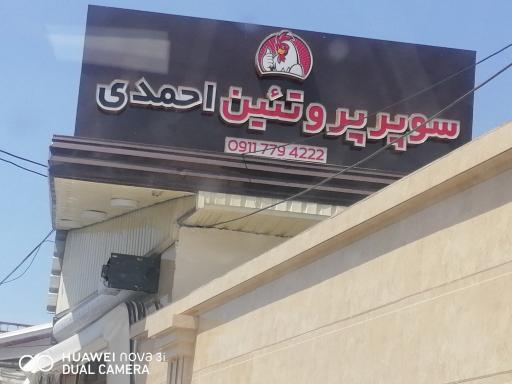 سوپر پروتئین احمدی
0911 779 4222
HUAWEI nova 3i
DUAL CAMERA